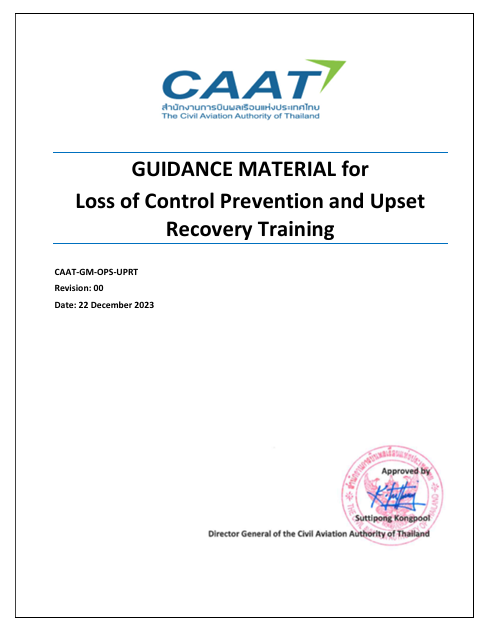 CAAT
สำนักงานการบินพลเรือนแห่งประเทศไทย
The Civil Aviation Authority of Thailand
GUIDANCE MATERIAL for
Loss of Control Prevention and Upset
Recovery Training
CAAT-GM-OPS-UPRT
Revision: 00
Date: 22 December 2023
Approved by
Suttipong Kongpool
Director General of the Civil Aviation Authority of Thailand